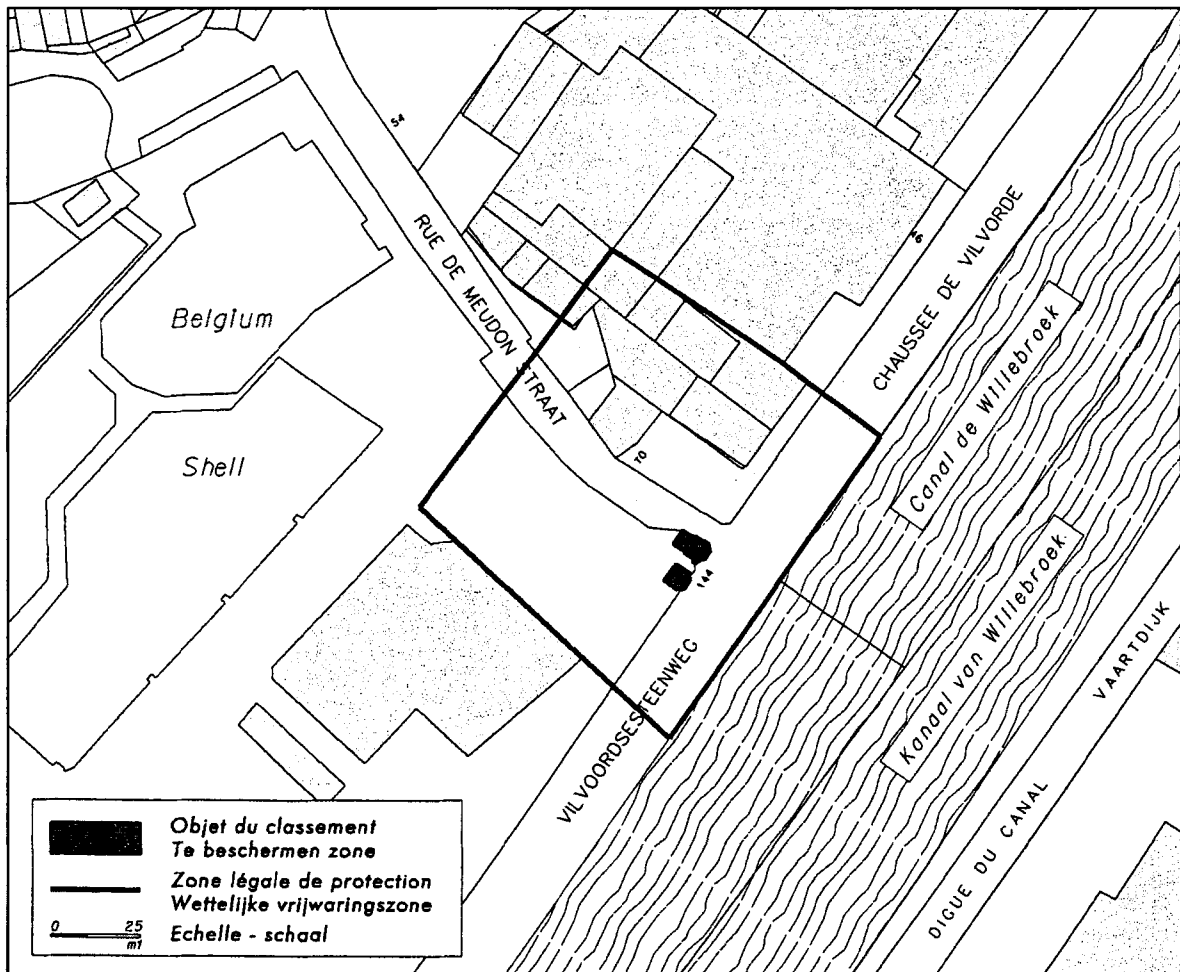 54
RUE DE MEUDON STRAAT
46
CHAUSSEE DE VILVORDE
Belgium
Canal de Willebroek
Shell
70
144
Kanaal van Willebroek
VAARTDIJK
VILVOORDSESTEENWEG
DIGUE DU CANAL
Objet du classement
Te beschermen zone
Zone légale de protection
Wettelijke vrijwaringszone
0 25
mt
Echelle - schaal